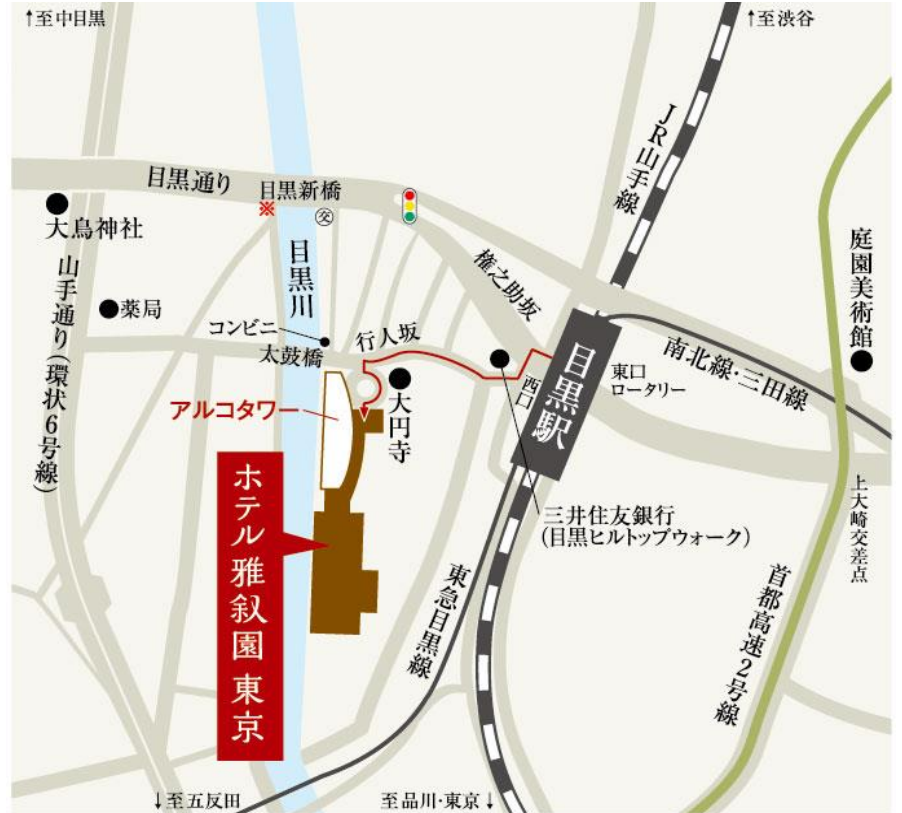 ↑至中目黒
↑至渋谷
JR山手線
目黒通り
目黒新橋
※
交
大鳥神社
目黒川
権之助坂
庭園美術館
山手通り(環状6号線)
薬局
コンビニ
太鼓橋
行人坂
目黒駅
西口
東口
ロータリー
南北線・三田線
アルコタワー
大円寺
ホテル雅叙園東京
三井住友銀行
(目黒ヒルトップウォーク)
上大崎交差点
東急目黒線
首都高速2号線
↓至五反田
至品川・東京↓